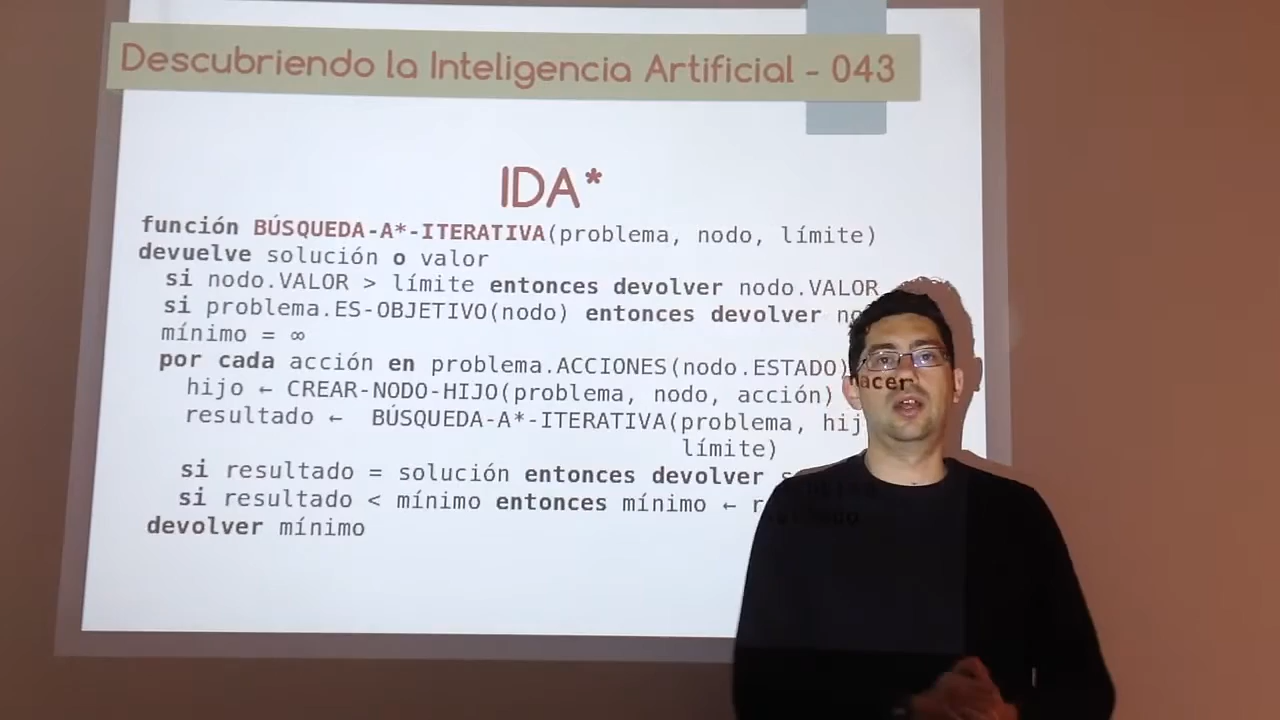 Descubriendo la Inteligencia Artificial - 043
IDA*
función BÚSQUEDA-A*-ITERATIVA(problema, nodo, límite)
devuelve solución o valor
si nodo.VALOR > límite entonces devolver nodo.VALOR
si problema.ES-OBJETIVO(nodo) entonces devolver
mínimo = ∞
por cada acción en problema.ACCIONES(nodo.ESTADO) hacer
hijo ← CREAR-NODO-HIJO(problema, nodo, acción)
resultado ← BÚSQUEDA-A*-ITERATIVA(problema,
límite)
si resultado = solución entonces devolver
si resultado < mínimo entonces mínimo ←
devolver mínimo